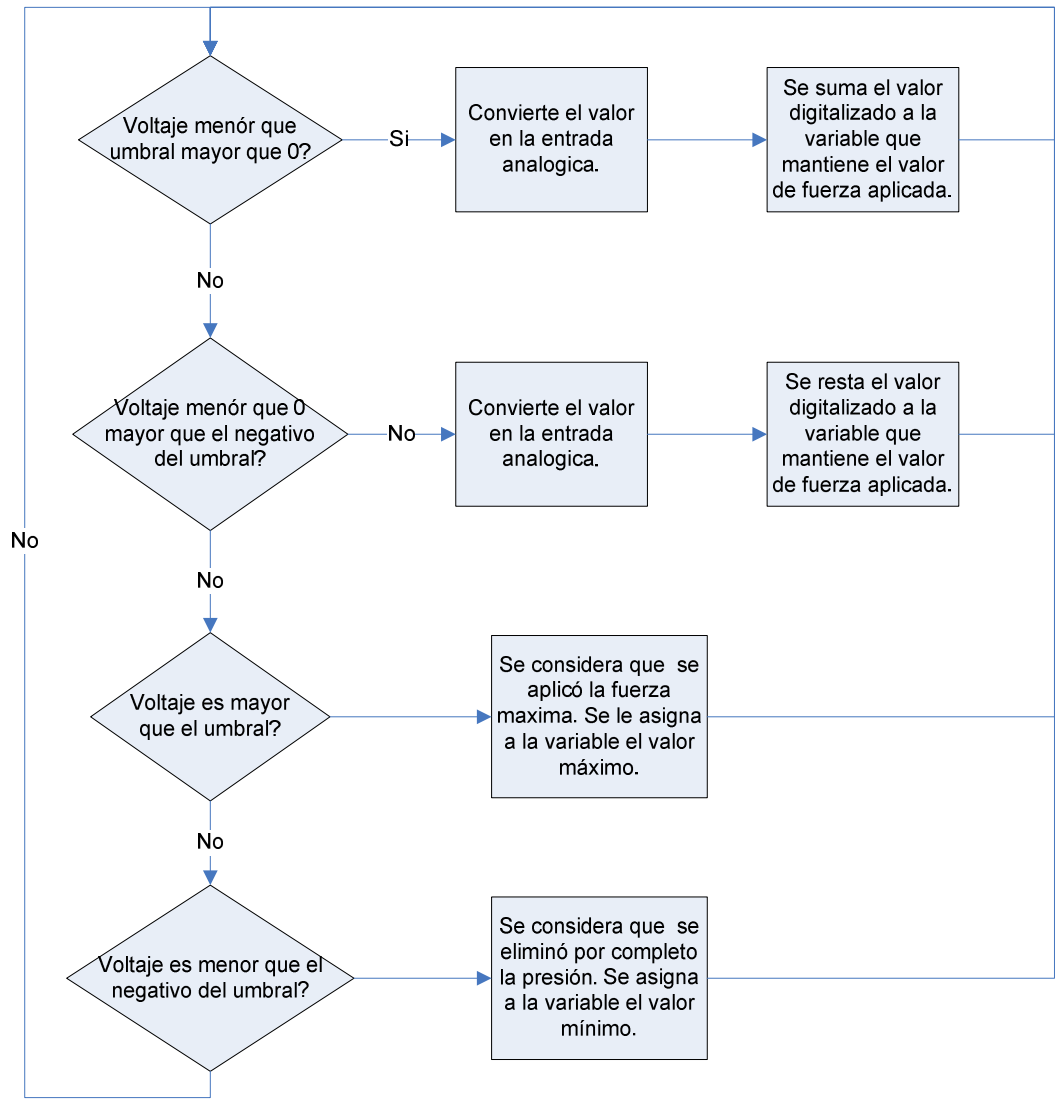 Voltaje menór que
umbral mayor que 0?
Si
Convierte el valor
en la entrada
analogica.
Se suma el valor
digitalizado a la
variable que
mantiene el valor
de fuerza aplicada.
No
Voltaje menór que 0
mayor que el negativo
del umbral?
No
Convierte el valor
en la entrada
analogica.
Se resta el valor
digitalizado a la
variable que
mantiene el valor
de fuerza aplicada.
No
No
Voltaje es mayor
que el umbral?
Se considera que se
aplicó la fuerza
maxima. Se le asigna
a la variable el valor
máximo.
No
Voltaje es menor que el
negativo del umbral?
Se considera que se
eliminó por completo
la presión. Se asigna
a la variable el valor
mínimo.